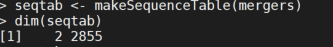 > seqtab <- makeSequenceTable(mergers)
> dim(seqtab)
[1]    2 2855